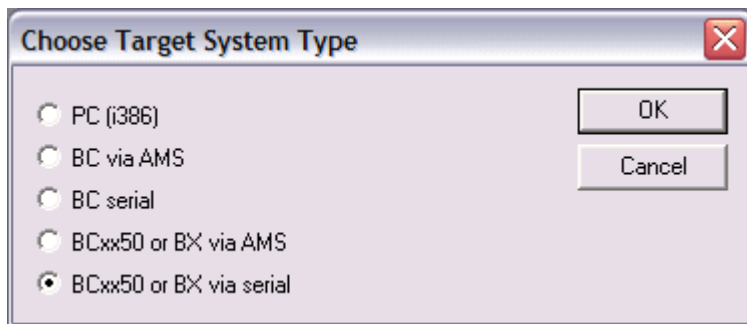 Choose Target System Type
PC (i386)
OK
BC via AMS
Cancel
BC serial
BCxx50 or BX via AMS
BCxx50 or BX via serial